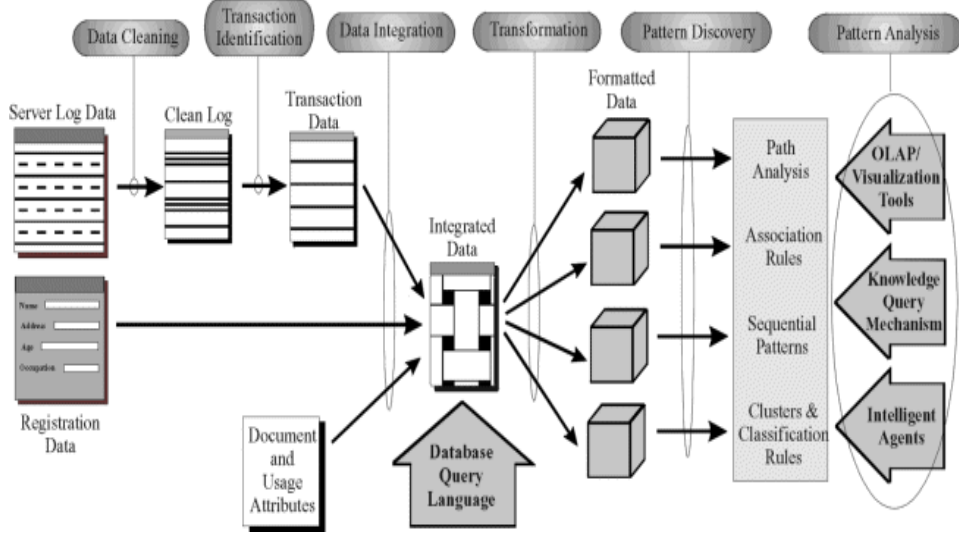 Data Cleaning
Transaction
Identification
Data Integration
Transformation
Pattern Discovery
Pattern Analysis
Server Log Data
Clean Log
Transaction
Data
Formatted
Data
Path
Analysis
OLAP/
Visualization
Tools
Integrated
Data
Association
Rules
Name
Address
Age
Occupation
Knowledge
Query
Mechanism
Sequential
Patterns
Registration
Data
Document
and
Usage
Attributes
Database
Query
Language
Clusters &
Classification
Rules
Intelligent
Agents